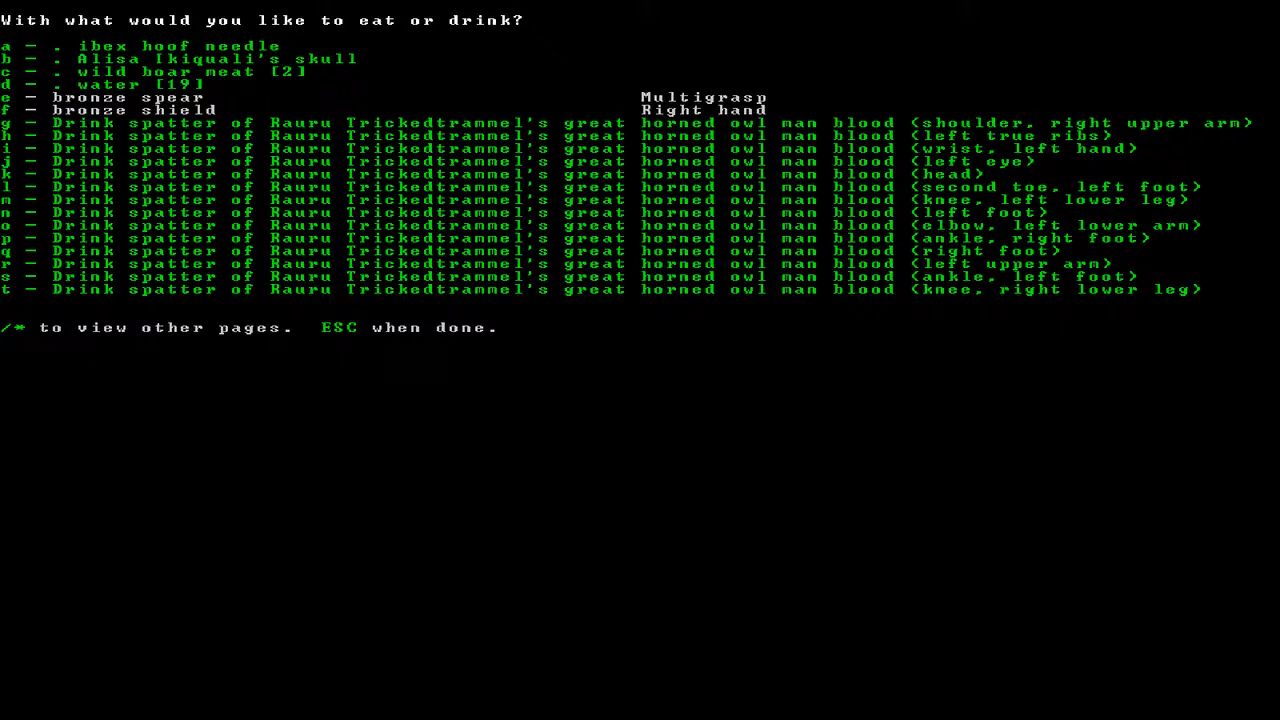 With what would you like to eat or drink?
a - . ibex hoof needle
b - . Alisa Ikiquali's skull
c - . wild boar meat [2]
d - . water [19]
e - bronze spear Multigrasp
f - bronze shield Right hand
g - Drink spatter of Rauru Trickedtrammel's great horned owl man blood (shoulder, right upper arm)
h - Drink spatter of Rauru Trickedtrammel's great horned owl man blood (left true ribs)
i - Drink spatter of Rauru Trickedtrammel's great horned owl man blood (wrist, left hand)
j - Drink spatter of Rauru Trickedtrammel's great horned owl man blood (left eye)
k - Drink spatter of Rauru Trickedtrammel's great horned owl man blood (head)
l - Drink spatter of Rauru Trickedtrammel's great horned owl man blood (second toe, left foot)
m - Drink spatter of Rauru Trickedtrammel's great horned owl man blood (knee, left lower leg)
n - Drink spatter of Rauru Trickedtrammel's great horned owl man blood (left foot)
o - Drink spatter of Rauru Trickedtrammel's great horned owl man blood (elbow, left lower arm)
p - Drink spatter of Rauru Trickedtrammel's great horned owl man blood (ankle, right foot)
q - Drink spatter of Rauru Trickedtrammel's great horned owl man blood (right foot)
r - Drink spatter of Rauru Trickedtrammel's great horned owl man blood (left upper arm)
s - Drink spatter of Rauru Trickedtrammel's great horned owl man blood (ankle, left foot)
t - Drink spatter of Rauru Trickedtrammel's great horned owl man blood (knee, right lower leg)
/* to view other pages. ESC when done.